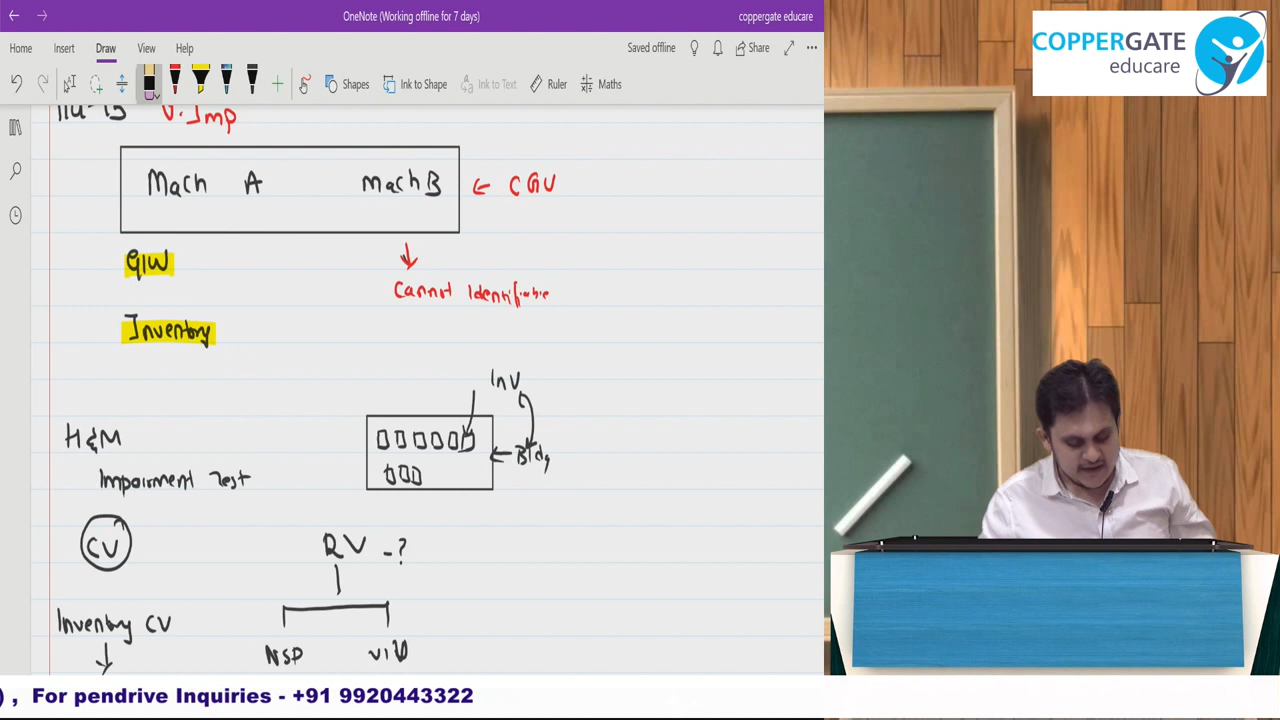 OneNote (Working offline for 7 days)
coppergate educare
Home Insert Draw View Help
Saved offline
Share
Shapes
Ink to Shape
Ink to Text
Ruler
Maths
COPPERGATE
educare
V.Imp
Mach A Mach B ← CGU
G/W
Cannot Identifiable
Inventory
Inv
H&M
← Bldg
Impairment Test
CV
RV - ?
Inventory CV
NSP VIU
) , For pendrive Inquiries - +91 9920443322